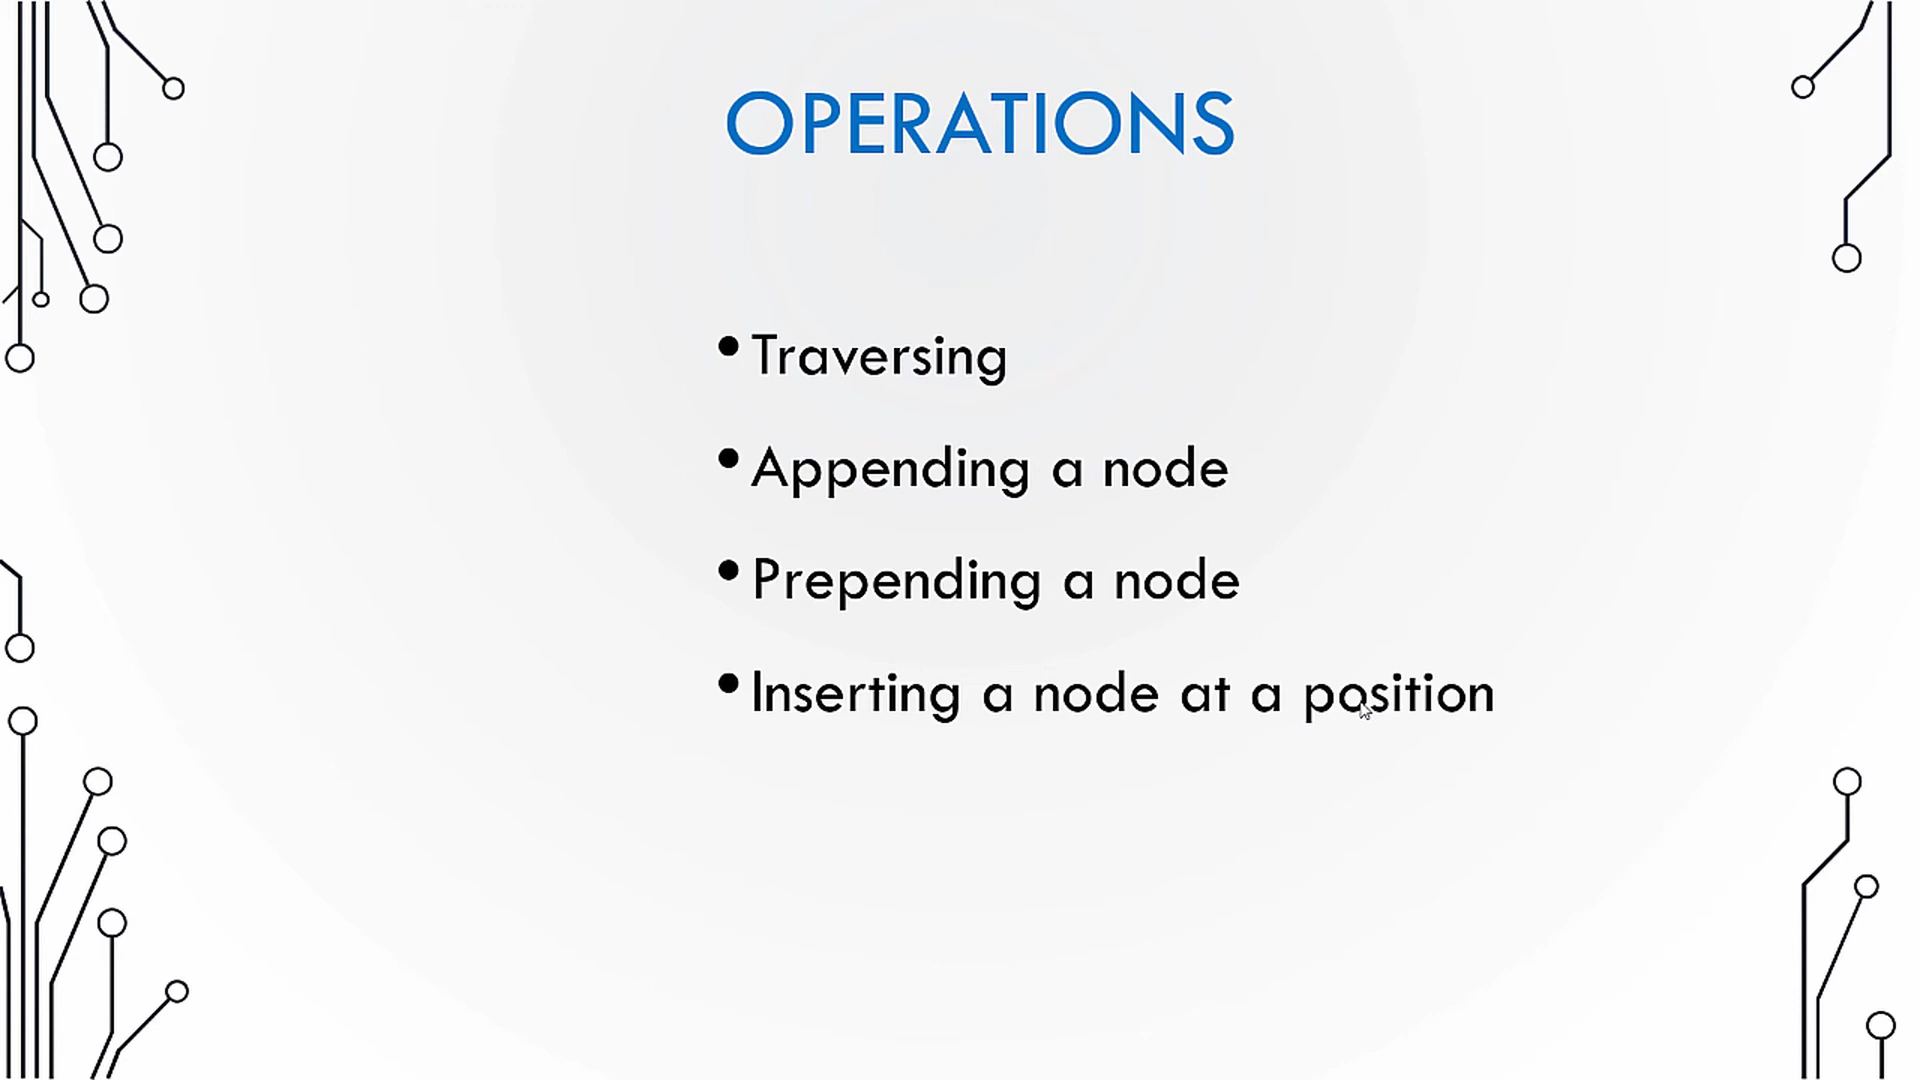 OPERATIONS
• Traversing
• Appending a node
• Prepending a node
• Inserting a node at a position